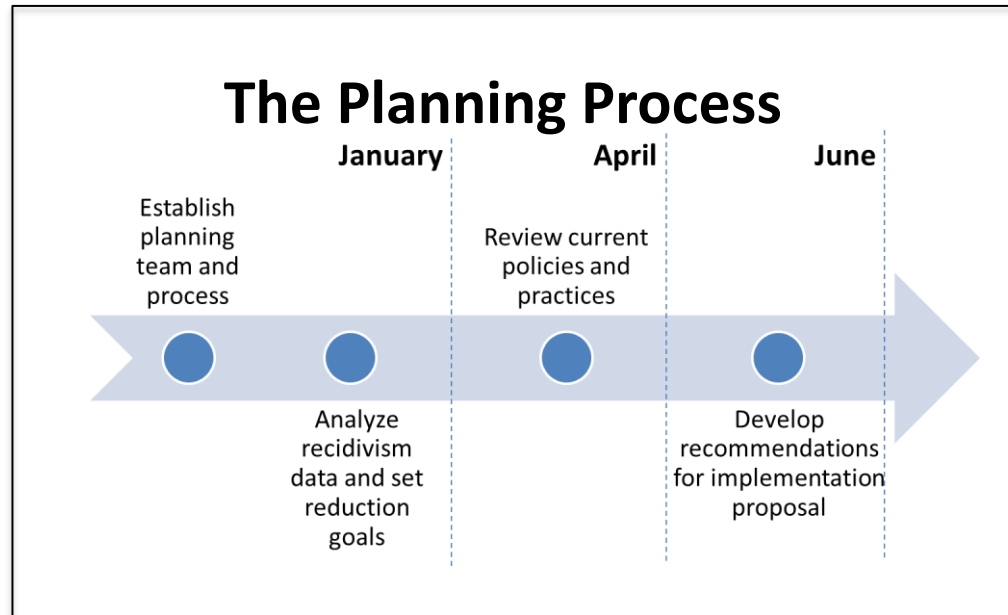 The Planning Process
January
April
June
Establish
planning
team and
process
Analyze
recidivism
data and set
reduction
goals
Review current
policies and
practices
Develop
recommendations
for implementation
proposal